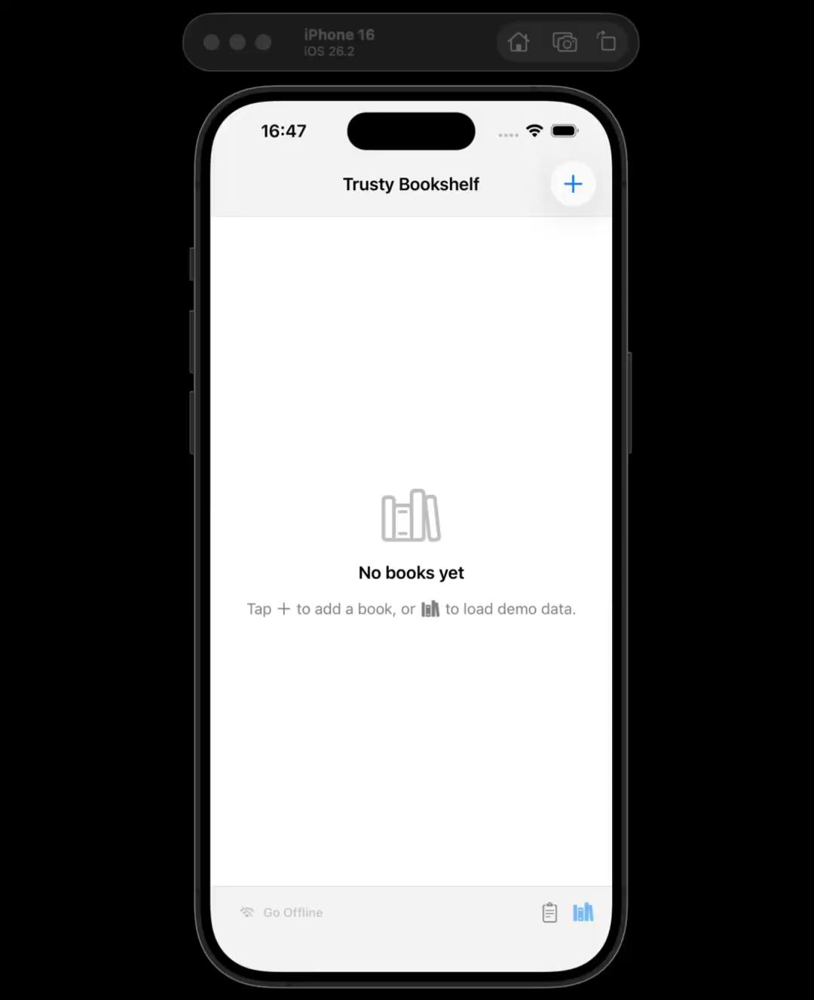 iPhone 16
iOS 26.2
16:47
Trusty Bookshelf
No books yet
Tap + to add a book, or to load demo data.
Go Offline